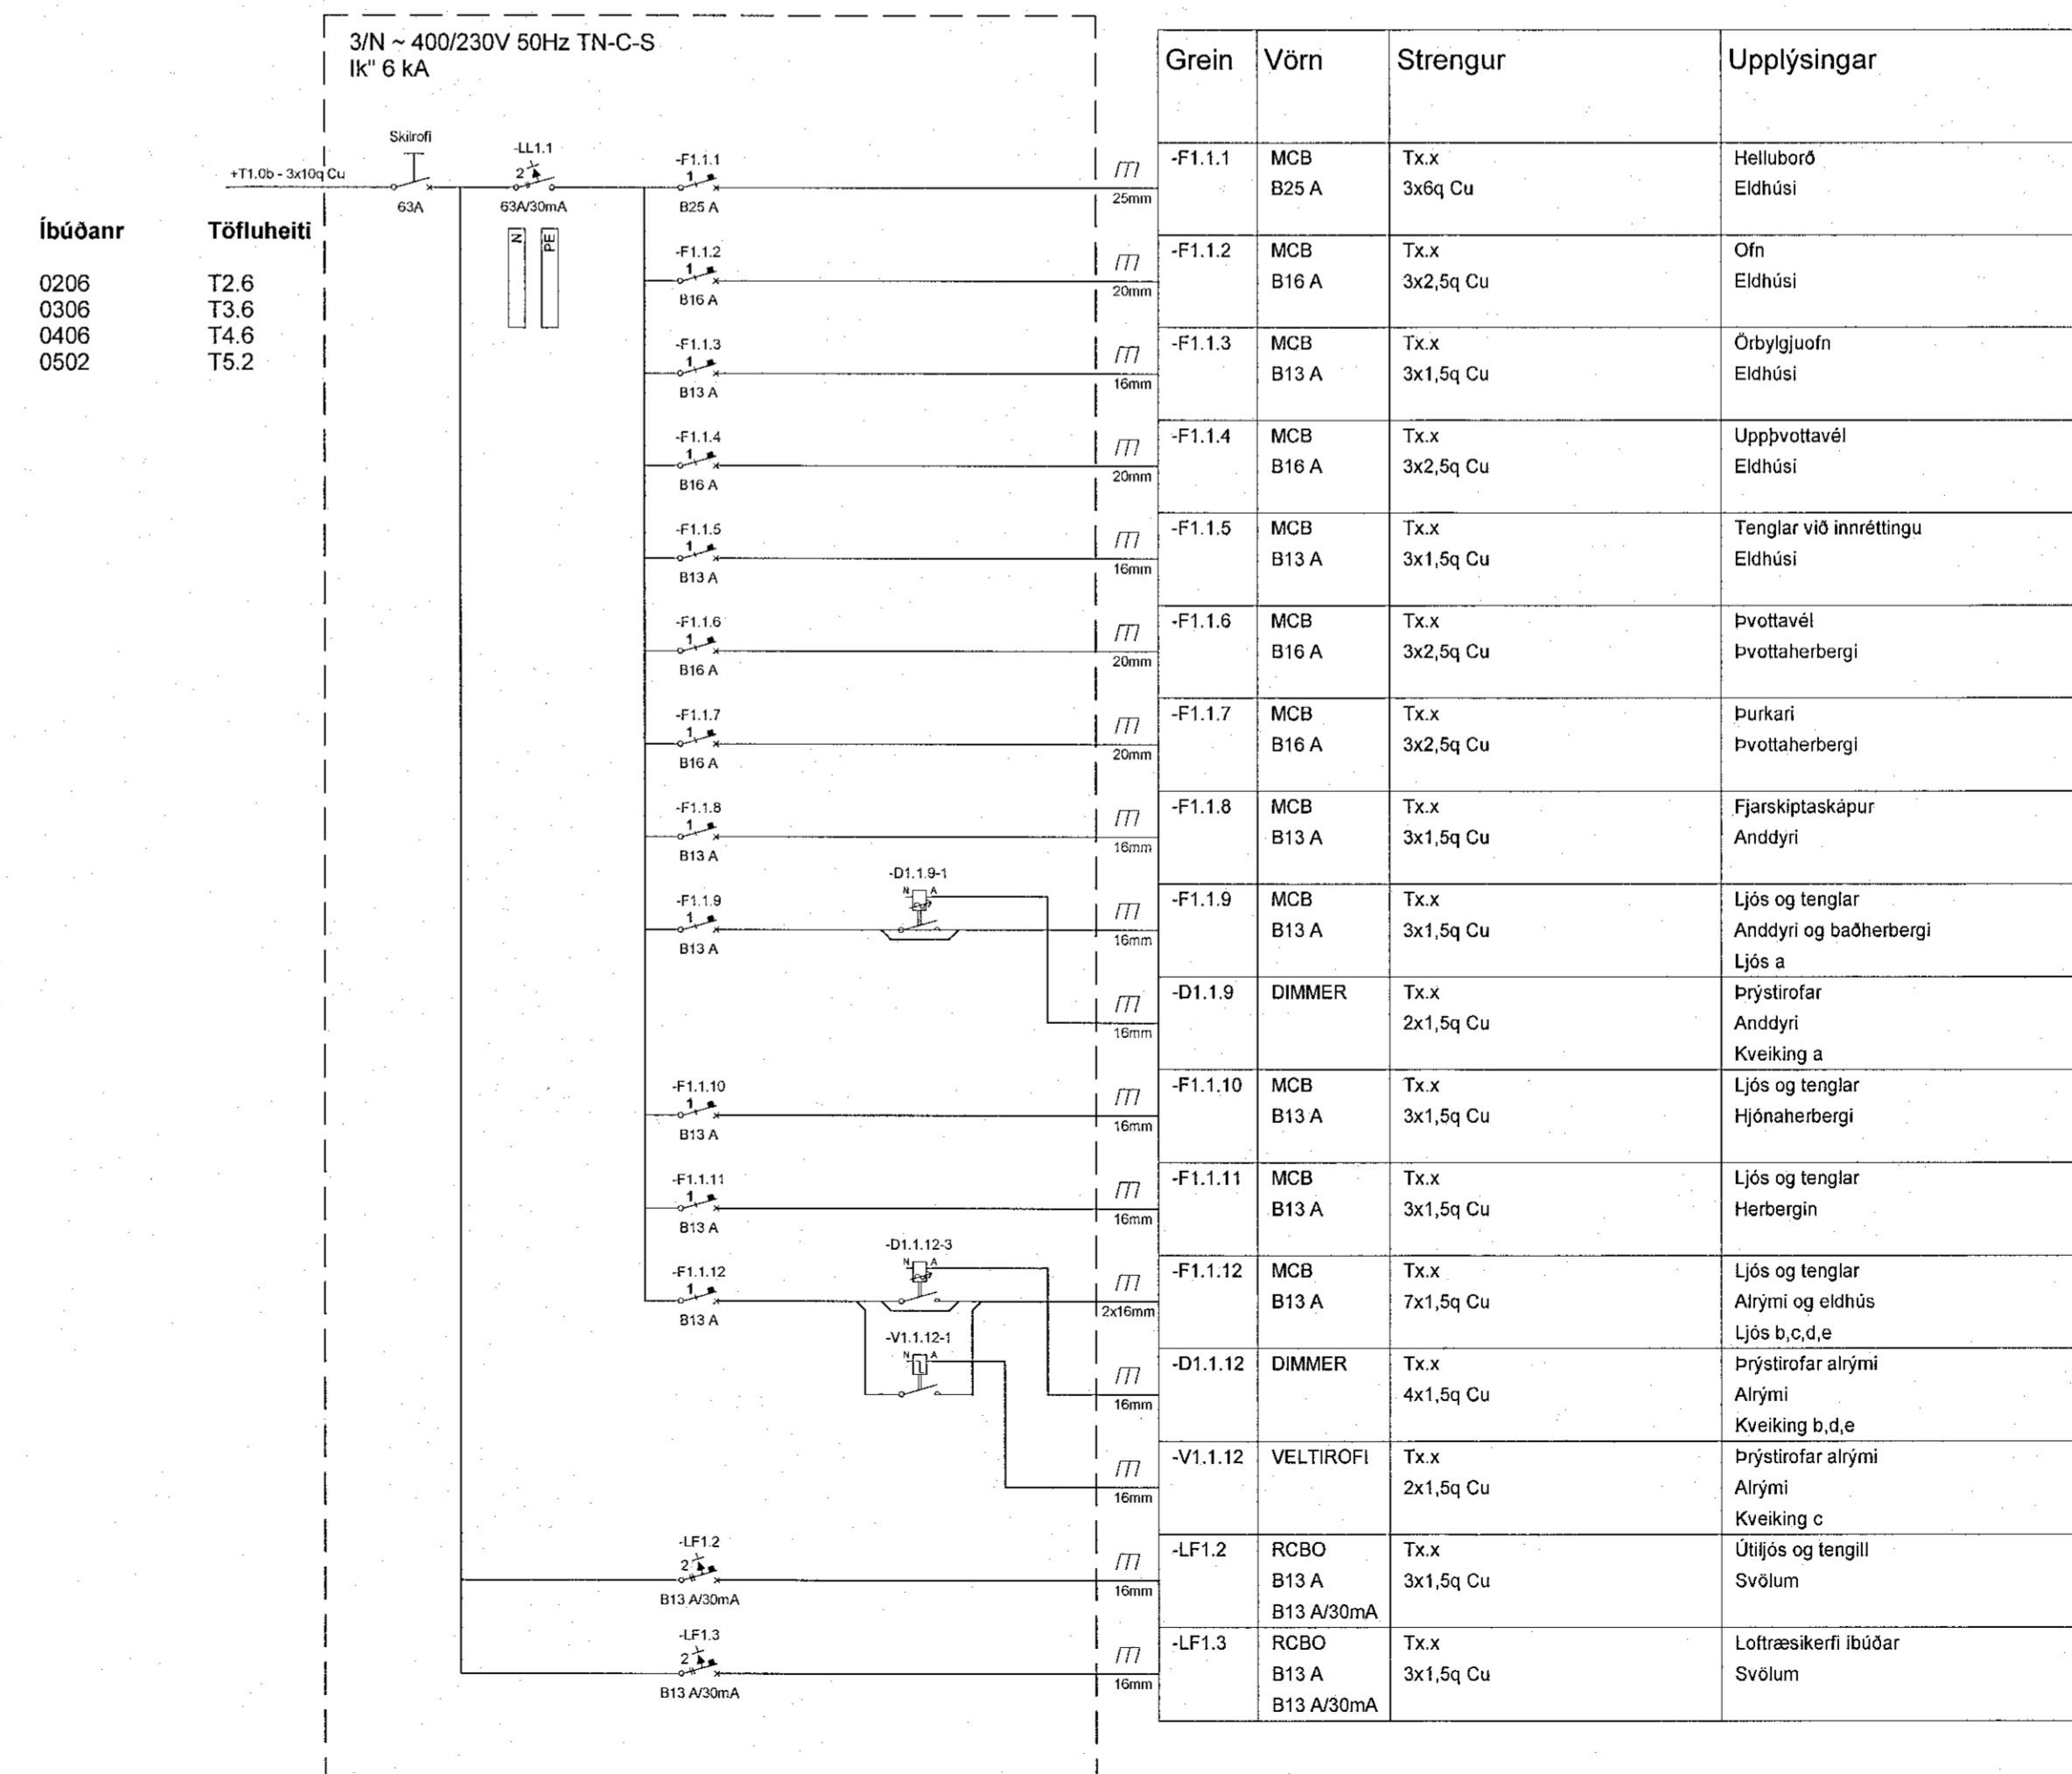 3/N ~ 400/230V 50Hz TN-C-S
Ik" 6 kA
Skilrofi
+T1.0b - 3x10q Cu
63A
-LL1.1
2
63A/30mA
N
PE
Íbúðanr Töfluheiti
0206 T2.6
0306 T3.6
0406 T4.6
0502 T5.2
-F1.1.1
1
B25 A
25mm
-F1.1.2
1
B16 A
20mm
-F1.1.3
1
B13 A
16mm
-F1.1.4
1
B16 A
20mm
-F1.1.5
1
B13 A
16mm
-F1.1.6
1
B16 A
20mm
-F1.1.7
1
B16 A
20mm
-F1.1.8
1
B13 A
16mm
-F1.1.9
1
B13 A
-D1.1.9-1
N A
16mm
16mm
-F1.1.10
1
B13 A
16mm
-F1.1.11
1
B13 A
16mm
-F1.1.12
1
B13 A
-D1.1.12-3
N A
2x16mm
-V1.1.12-1
N A
16mm
16mm
-LF1.2
2
B13 A/30mA
16mm
-LF1.3
2
B13 A/30mA
16mm
Grein Vörn Strengur Upplýsingar
-F1.1.1 MCB Tx.x Helluborð
B25 A 3x6q Cu Eldhúsi
-F1.1.2 MCB Tx.x Ofn
B16 A 3x2,5q Cu Eldhúsi
-F1.1.3 MCB Tx.x Örbylgjuofn
B13 A 3x1,5q Cu Eldhúsi
-F1.1.4 MCB Tx.x Uppþvottavél
B16 A 3x2,5q Cu Eldhúsi
-F1.1.5 MCB Tx.x Tenglar við innréttingu
B13 A 3x1,5q Cu Eldhúsi
-F1.1.6 MCB Tx.x Þvottavél
B16 A 3x2,5q Cu Þvottaherbergi
-F1.1.7 MCB Tx.x Þurkari
B16 A 3x2,5q Cu Þvottaherbergi
-F1.1.8 MCB Tx.x Fjarskiptaskápur
B13 A 3x1,5q Cu Anddyri
-F1.1.9 MCB Tx.x Ljós og tenglar
B13 A 3x1,5q Cu Anddyri og baðherbergi
Ljós a
-D1.1.9 DIMMER Tx.x Þrýstirofar
2x1,5q Cu Anddyri
Kveiking a
-F1.1.10 MCB Tx.x Ljós og tenglar
B13 A 3x1,5q Cu Hjónaherbergi
-F1.1.11 MCB Tx.x Ljós og tenglar
B13 A 3x1,5q Cu Herbergin
-F1.1.12 MCB Tx.x Ljós og tenglar
B13 A 7x1,5q Cu Alrými og eldhús
Ljós b,c,d,e
-D1.1.12 DIMMER Tx.x Þrýstirofar alrými
4x1,5q Cu Alrými
Kveiking b,d,e
-V1.1.12 VELTIROFI Tx.x Þrýstirofar alrými
2x1,5q Cu Alrými
Kveiking c
-LF1.2 RCBO Tx.x Útiljós og tengill
B13 A 3x1,5q Cu Svölum
B13 A/30mA
-LF1.3 RCBO Tx.x Loftræsikerfi íbúðar
B13 A 3x1,5q Cu Svölum
B13 A/30mA